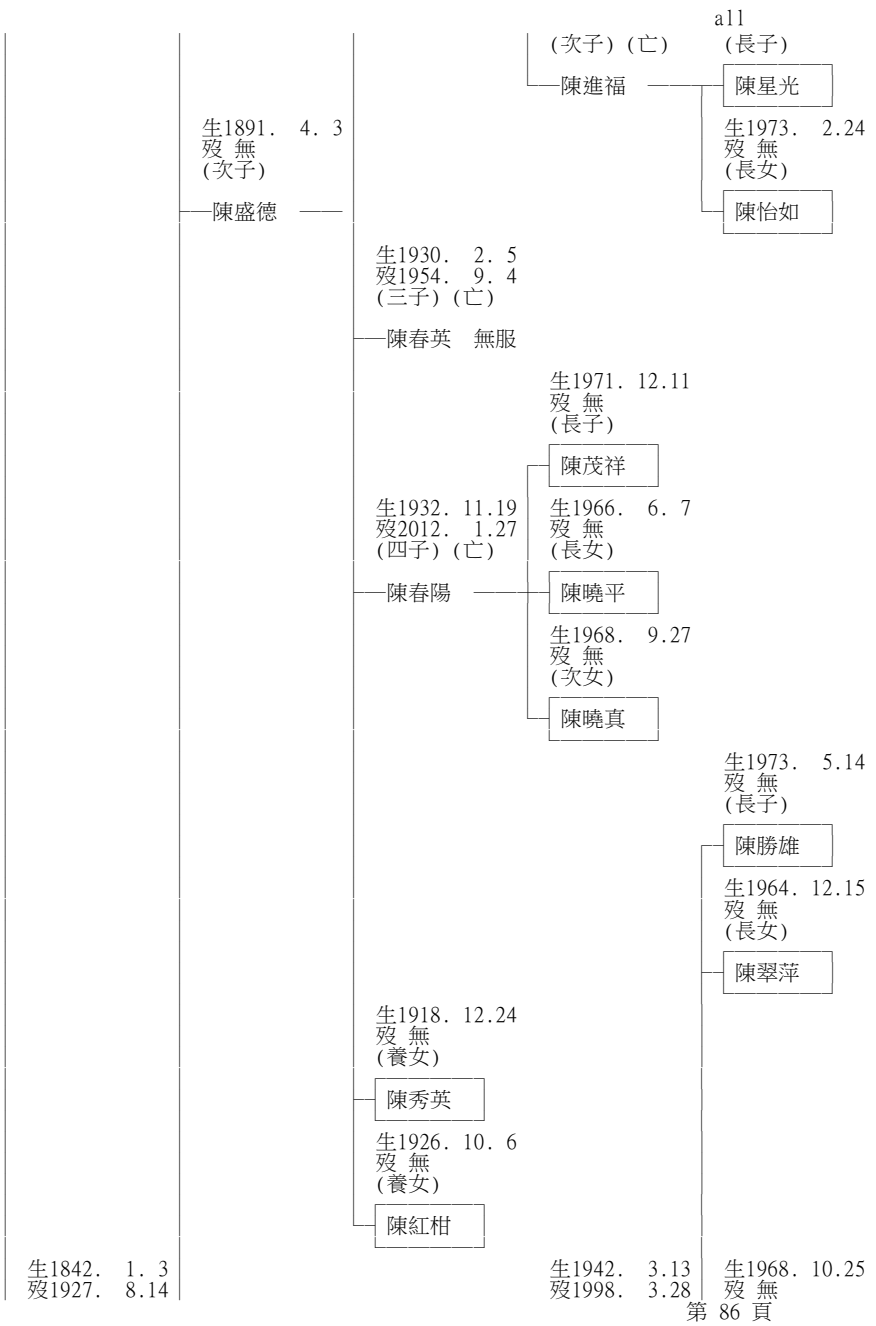 all
(次子)(亡) (長子)
陳進福 陳星光
生1891. 4. 3 生1973. 2.24
歿 無 歿 無
(次子) (長女)
陳盛德 陳怡如
生1930. 2. 5
歿1954. 9. 4
(三子)(亡)
陳春英 無服
生1971. 12.11
歿 無
(長子)
陳茂祥
生1932. 11.19 生1966. 6. 7
歿2012. 1.27 歿 無
(四子)(亡) (長女)
陳春陽 陳曉平
生1968. 9.27
歿 無
(次女)
陳曉真
生1973. 5.14
歿 無
(長子)
陳勝雄
生1964. 12.15
歿 無
(長女)
陳翠萍
生1918. 12.24
歿 無
(養女)
陳秀英
生1926. 10. 6
歿 無
(養女)
陳紅柑
生1842. 1. 3 生1942. 3.13 生1968. 10.25
歿1927. 8.14 歿1998. 3.28 歿 無
第 86 頁